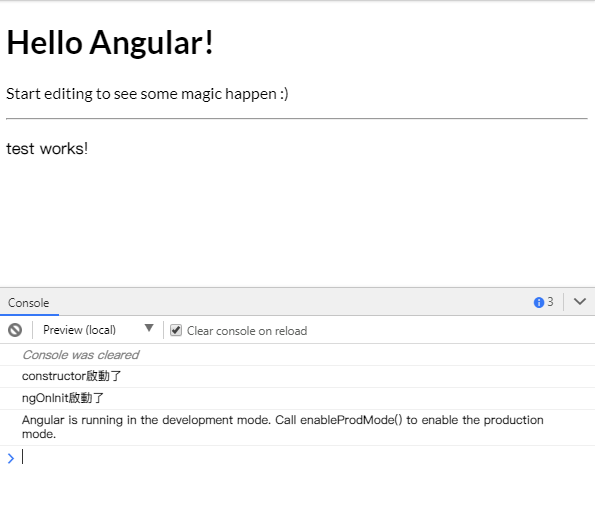 Hello Angular!
Start editing to see some magic happen :)
test works!
Console
3
Preview (local)
Clear console on reload
Console was cleared
constructor啟動了
ngOnInit啟動了
Angular is running in the development mode. Call enableProdMode() to enable the production
mode.